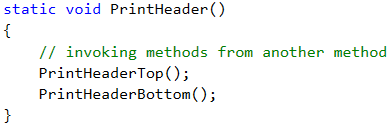 static void PrintHeader()
{
    // invoking methods from another method
    PrintHeaderTop();
    PrintHeaderBottom();
}